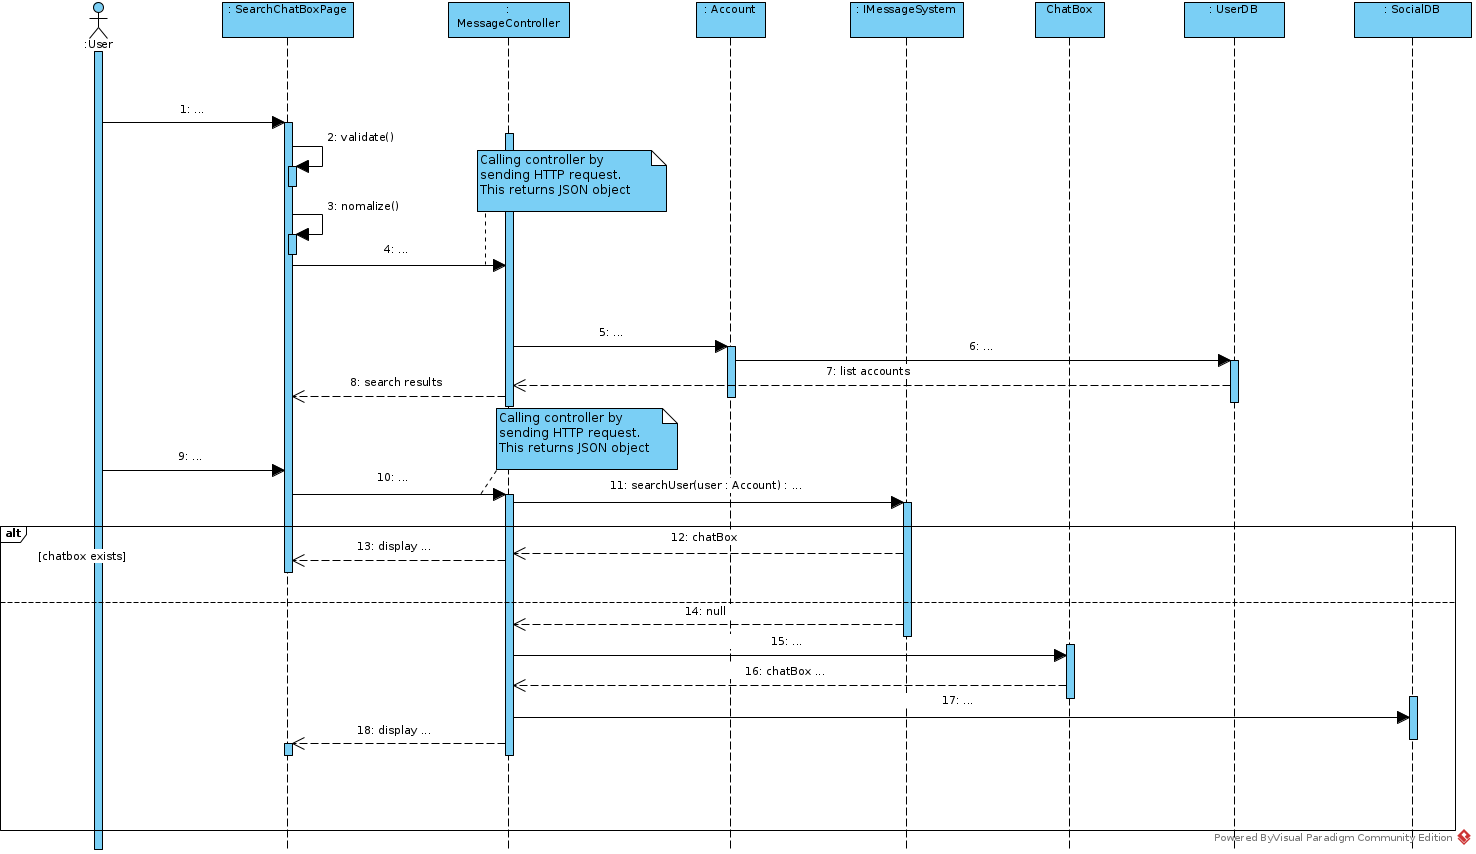 : SearchChatBoxPage
:
MessageController
: Account
: IMessageSystem
ChatBox
: UserDB
: SocialDB
:User
1: ...
2: validate()
Calling controller by
sending HTTP request.
This returns JSON object
3: nomalize()
4: ...
5: ...
6: ...
7: list accounts
8: search results
Calling controller by
sending HTTP request.
This returns JSON object
9: ...
10: ...
11: searchUser(user : Account) : ...
alt
[chatbox exists]
12: chatBox
13: display ...
14: null
15: ...
16: chatBox ...
17: ...
18: display ...
Powered ByVisual Paradigm Community Edition